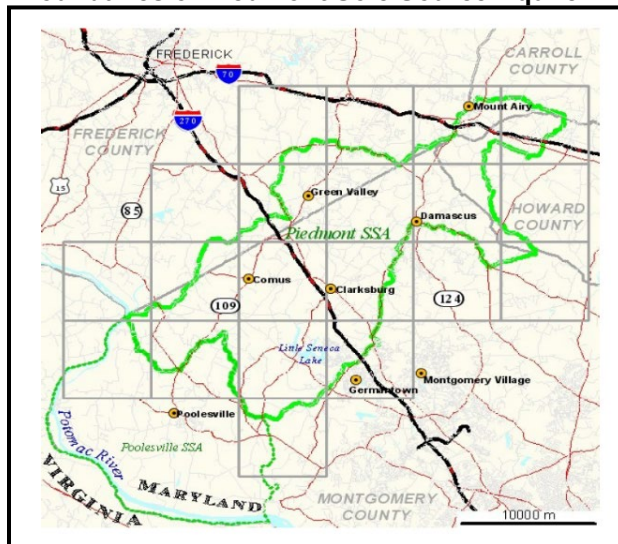 FREDERICK
CARROLL
COUNTY
70
Mount Airy
270
FREDERICK
COUNTY
15
Green Valley
HOWARD
COUNTY
85
Damascus
Piedmont SSA
Comus
Clarksburg
109
124
Little Seneca
Lake
Germantown
Montgomery Village
Poolesville
Potomac River
Poolesville SSA
VIRGINIA
MARYLAND
MONTGOMERY
COUNTY
10000 m